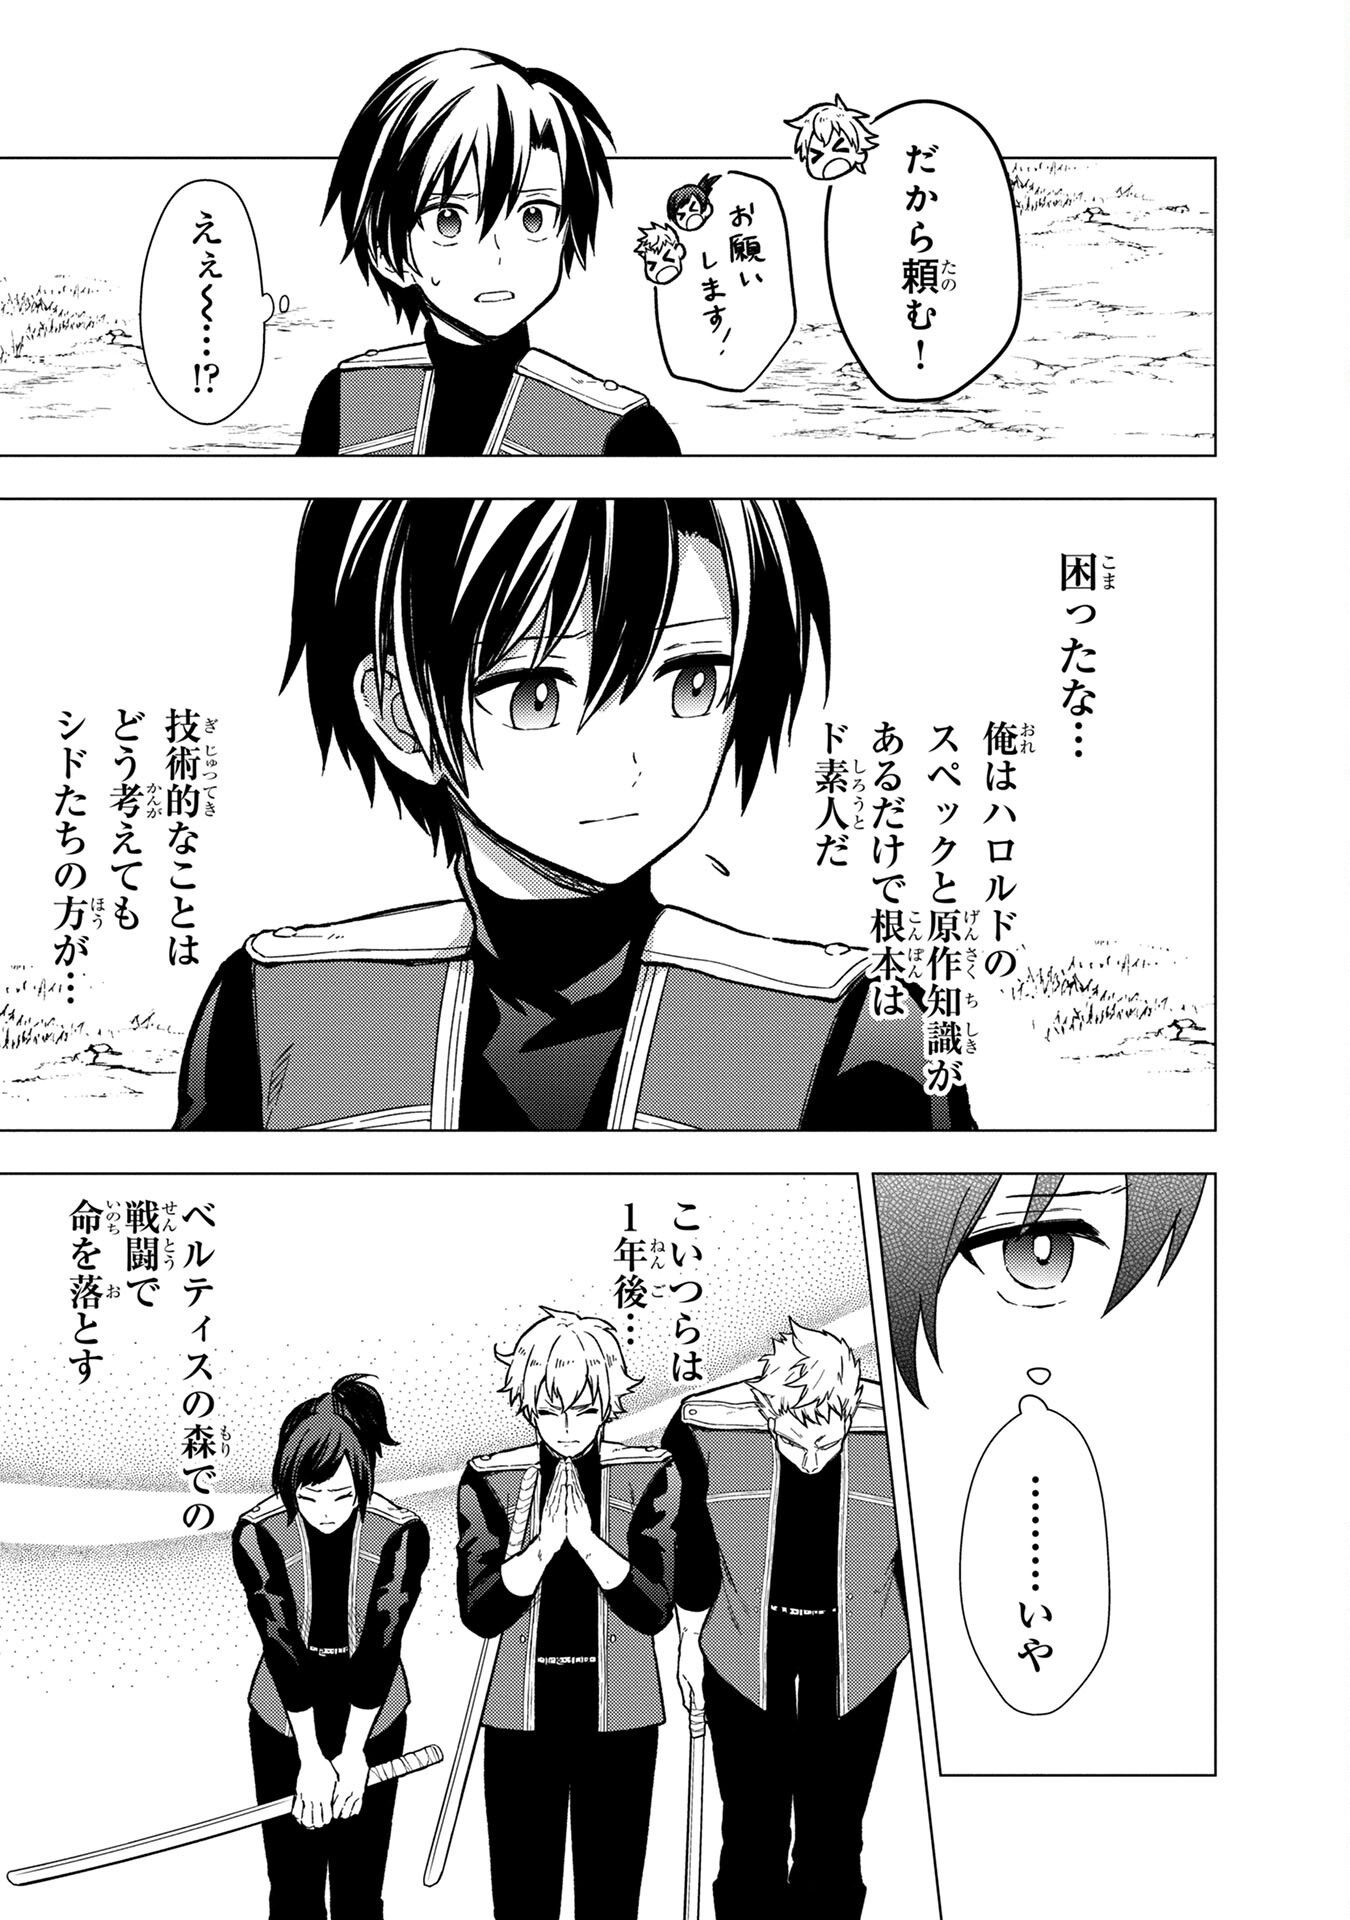 だから頼む!
お願い
します!
ええ〜…!?
困ったな…
俺はハロルドの
スペックと原作知識が
あるだけで根本は
ド素人だ
技術的なことは
どう考えても
シドたちの方が…
………いや
こいつらは
1年後…
ベルティスの森での
戦闘で
命を落とす